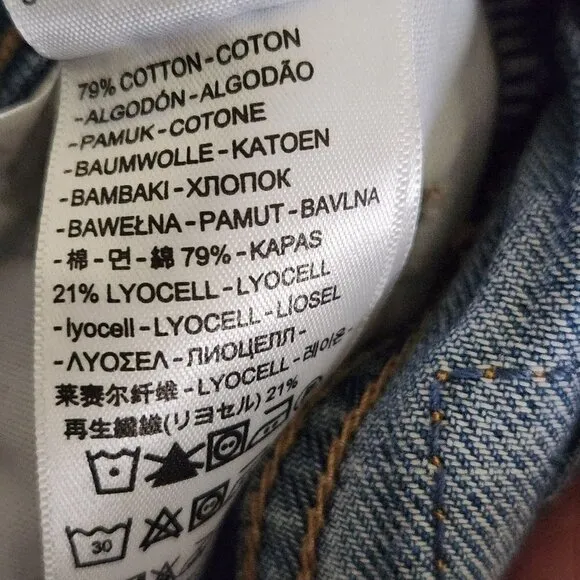 79% COTTON-COTON
-ALGODÓN-ALGODÃO
-PAMUK-COTONE
-BAUMWOLLE-KATOEN
-BAMBAKI-ХЛОПОК
-BAWEŁNA-PAMUT-BAVLNA
-棉-면-綿 79%-KAPAS
21% LYOCELL-LYOCELL
-lyocell-LYOCELL-LIOSEL
-ΛΥΟΣΕΛ-ЛИОЦЕЛЛ-
莱赛尔纤维-LYOCELL-레이온-
再生繊維(リヨセル) 21%
30